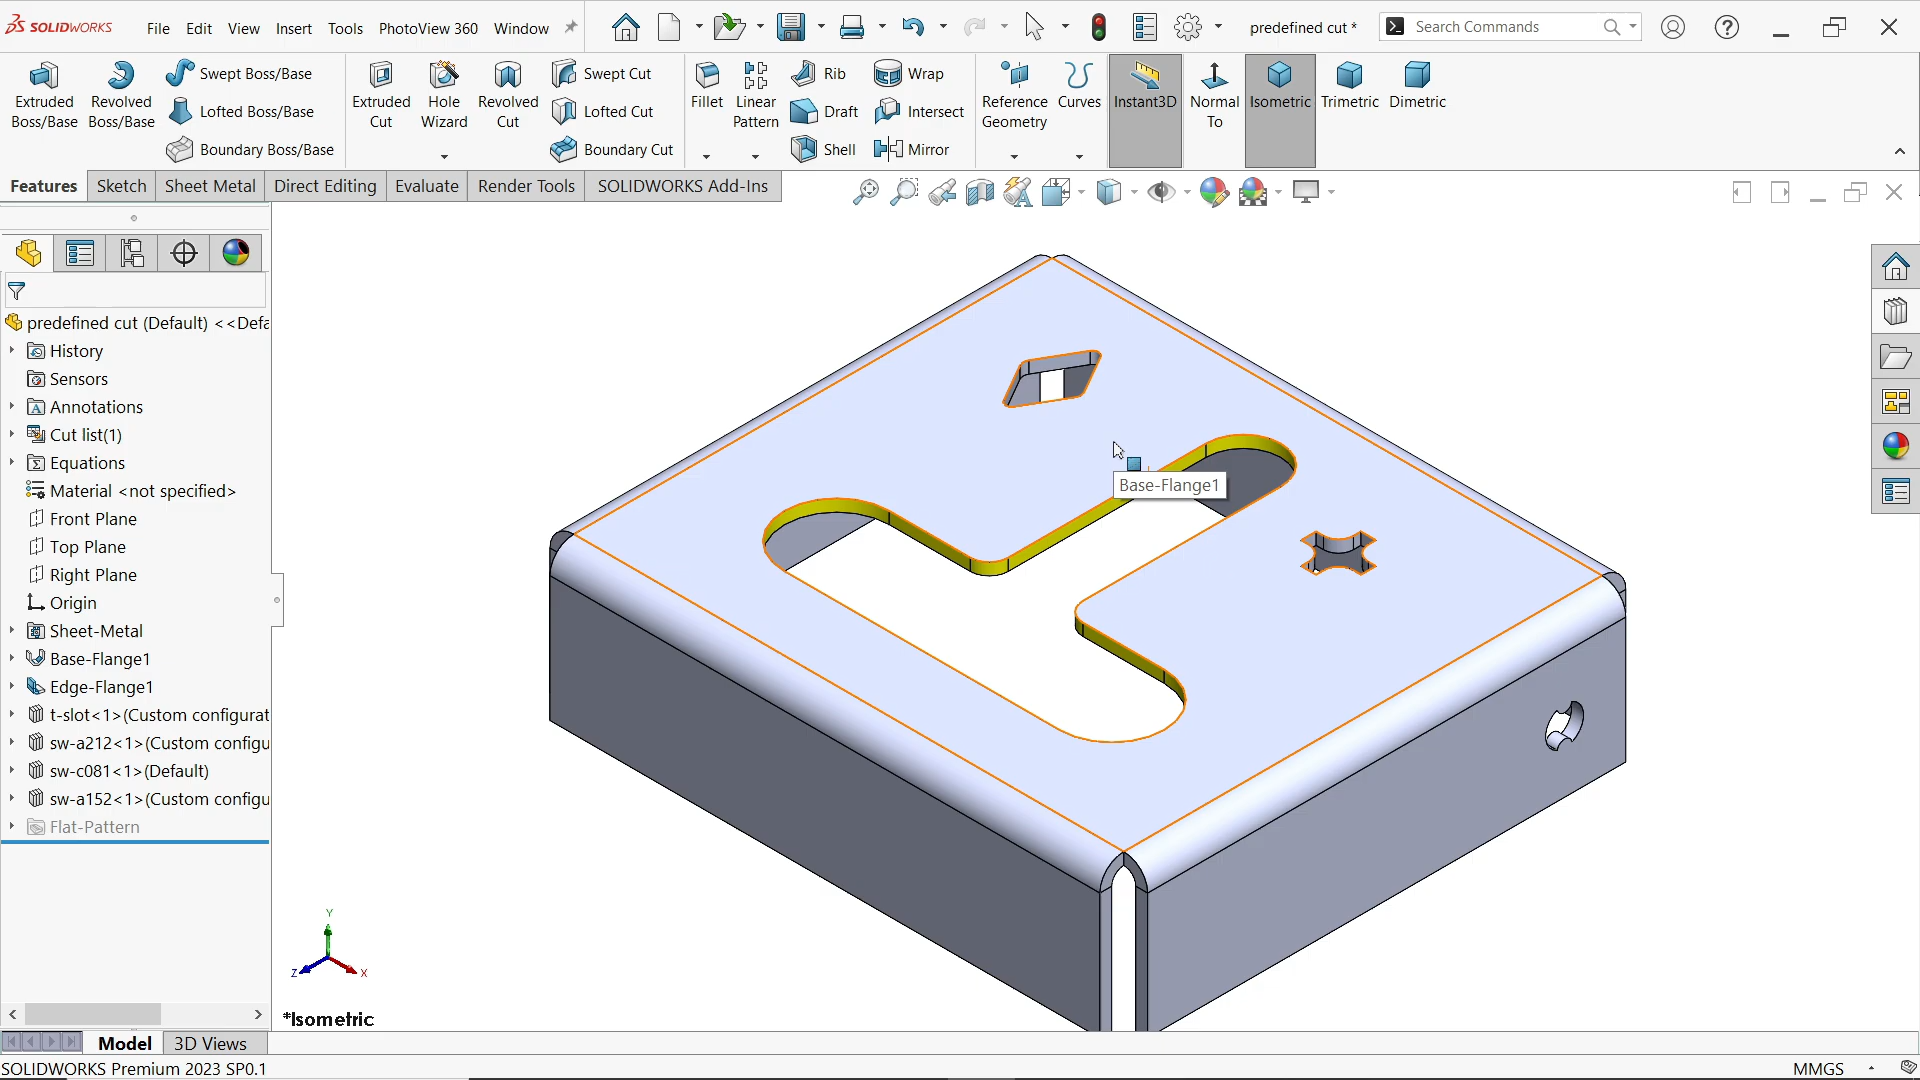 SOLIDWORKS File Edit View Insert Tools PhotoView 360 Window predefined cut * Search Commands
Extruded Boss/Base
Revolved Boss/Base
Swept Boss/Base
Lofted Boss/Base
Boundary Boss/Base
Extruded Cut
Hole Wizard
Revolved Cut
Swept Cut
Lofted Cut
Boundary Cut
Fillet
Linear Pattern
Rib
Draft
Shell
Wrap
Intersect
Mirror
Reference Geometry
Curves
Instant3D
Normal To
Isometric
Trimetric
Dimetric
Features Sketch Sheet Metal Direct Editing Evaluate Render Tools SOLIDWORKS Add-Ins
predefined cut (Default) <<Defa
History
Sensors
Annotations
Cut list(1)
Equations
Material <not specified>
Front Plane
Top Plane
Right Plane
Origin
Sheet-Metal
Base-Flange1
Edge-Flange1
t-slot<1>(Custom configurat
sw-a212<1>(Custom configu
sw-c081<1>(Default)
sw-a152<1>(Custom configu
Flat-Pattern
Base-Flange1
Y
Z
X
*Isometric
Model 3D Views
SOLIDWORKS Premium 2023 SP0.1 MMGS